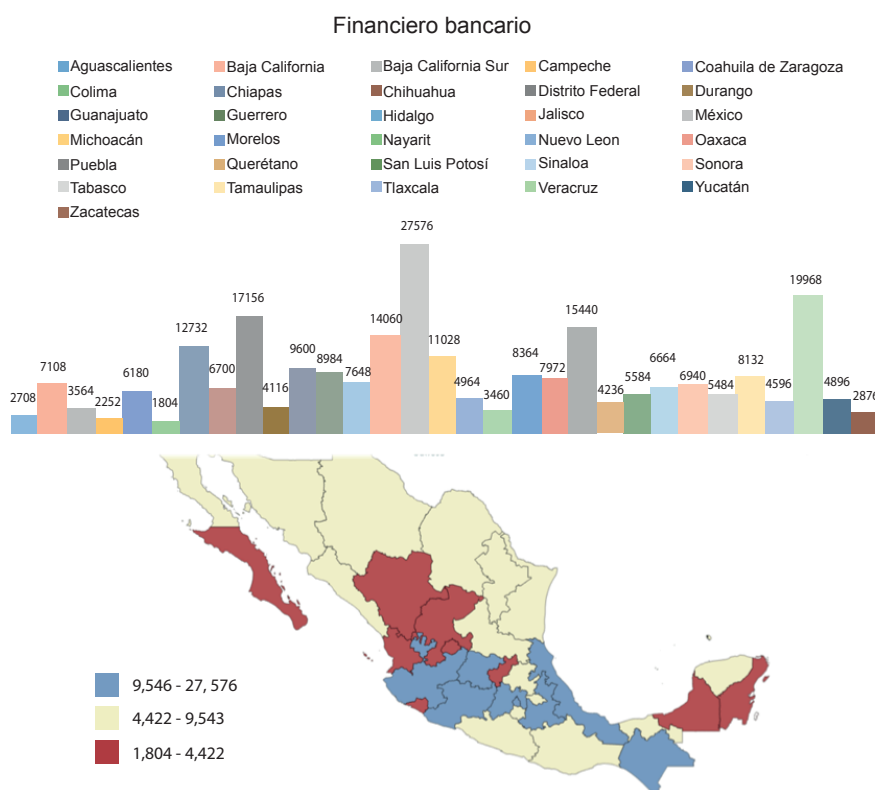 Financiero bancario
Aguascalientes Baja California Baja California Sur Campeche Coahuila de Zaragoza
Colima Chiapas Chihuahua Distrito Federal Durango
Guanajuato Guerrero Hidalgo Jalisco México
Michoacán Morelos Nayarit Nuevo Leon Oaxaca
Puebla Querétano San Luis Potosí Sinaloa Sonora
Tabasco Tamaulipas Tlaxcala Veracruz Yucatán
Zacatecas
2708 7108 3564 2252 6180 1804 12732 6700 17156 4116 9600 8984 7648 14060 27576 11028 4964 3460 8364 7972 15440 4236 5584 6664 6940 5484 8132 4596 19968 4896 2876
9,546 - 27, 576
4,422 - 9,543
1,804 - 4,422